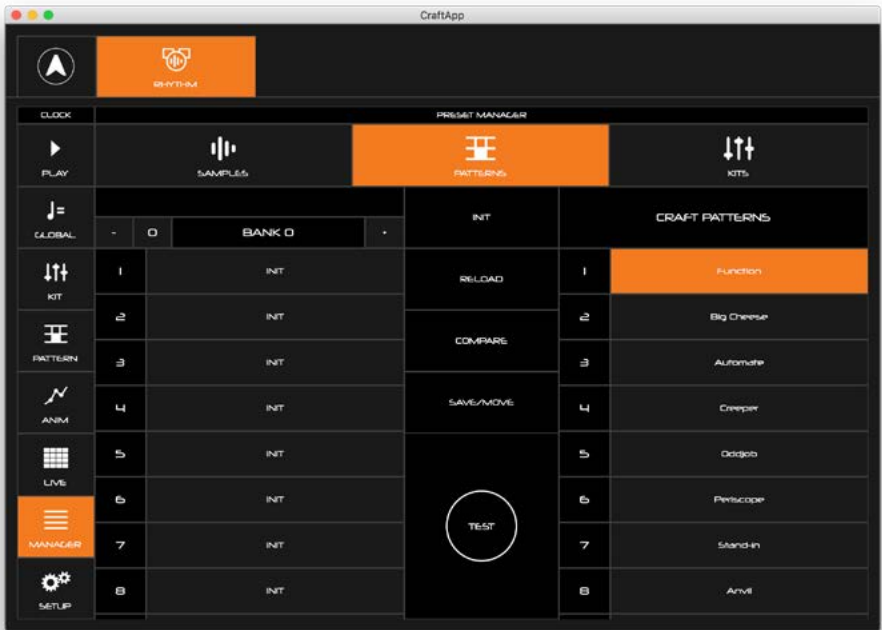 CraftApp
RHYTHM
CLOCK
PRESET MANAGER
PLAY
SAMPLES
PATTERNS
KITS
GLOBAL
- 0 BANK 0
INIT
CRAFT PATTERNS
KIT
1 INIT
RELOAD
1 Function
PATTERN
2 INIT
COMPARE
2 Big Cheese
3 INIT
3 Automate
ANIM
4 INIT
SAVE/MOVE
4 Creeper
LIVE
5 INIT
5 Oddjob
6 INIT
TEST
6 Periscope
MANAGER
7 INIT
7 Stand-in
SETUP
8 INIT
8 Anvil